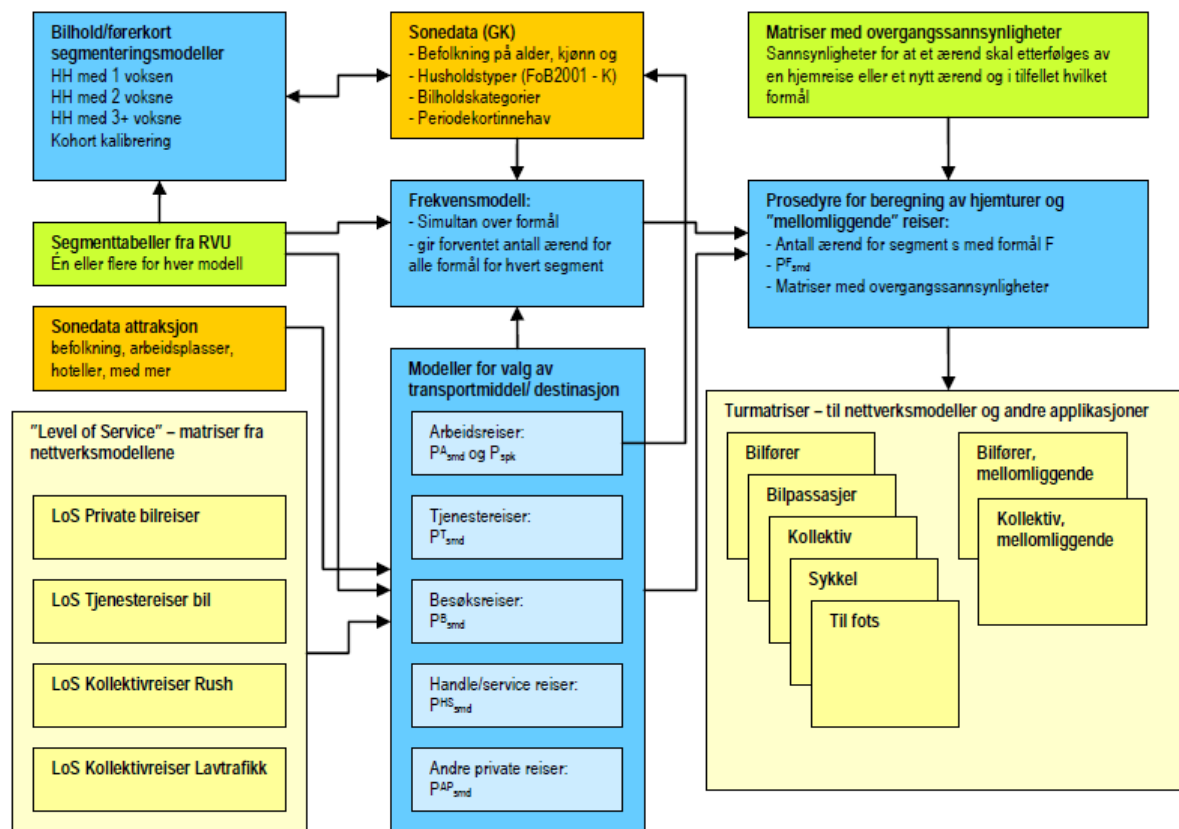 Bilhold/førerkort
segmenteringsmodeller
HH med 1 voksen
HH med 2 voksne
HH med 3+ voksne
Kohort kalibrering
Sonedata (GK)
- Befolkning på alder, kjønn og
- Husholdstyper (FoB2001 - K)
- Bilholdskategorier
- Periodekortinnehav
Matriser med overgangssannsynligheter
Sannsynligheter for at et ærend skal etterfølges av
en hjemreise eller et nytt ærend og i tilfellet hvilket
formål
Segmenttabeller fra RVU
Én eller flere for hver modell
Frekvensmodell:
- Simultan over formål
- gir forventet antall ærend for
alle formål for hvert segment
Prosedyre for beregning av hjemturer og
"mellomliggende" reiser:
- Antall ærend for segment s med formål F
- P^F_smd
- Matriser med overgangssannsynligheter
Sonedata attraksjon
befolkning, arbeidsplasser,
hoteller, med mer
"Level of Service" – matriser fra
nettverksmodellene
LoS Private bilreiser
LoS Tjenestereiser bil
LoS Kollektivreiser Rush
LoS Kollektivreiser Lavtrafikk
Modeller for valg av
transportmiddel/ destinasjon
Arbeidsreiser:
P^A_smd og P_spk
Tjenestereiser:
P^T_smd
Besøksreiser:
P^B_smd
Handle/service reiser:
P^HS_smd
Andre private reiser:
P^AP_smd
Turmatriser – til nettverksmodeller og andre applikasjoner
Bilfører
Bilpassasjer
Kollektiv
Sykkel
Til fots
Bilfører,
mellomliggende
Kollektiv,
mellomliggende